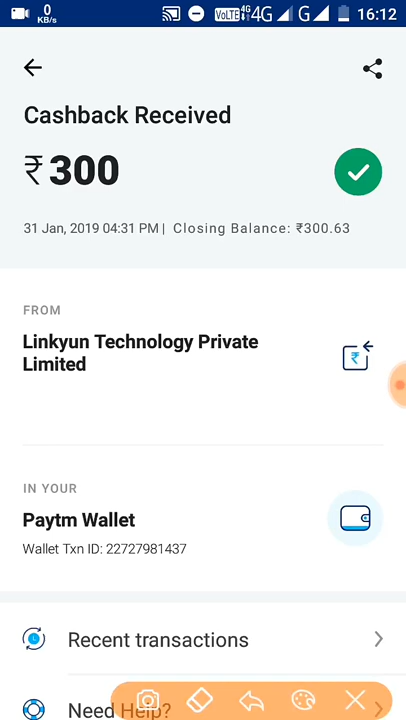 0
KB/s
VoLTE 4G 4G G 16:12
Cashback Received
₹300
31 Jan, 2019 04:31 PM | Closing Balance: ₹300.63
FROM
Linkyun Technology Private
Limited
IN YOUR
Paytm Wallet
Wallet Txn ID: 22727981437
Recent transactions
Need Help?